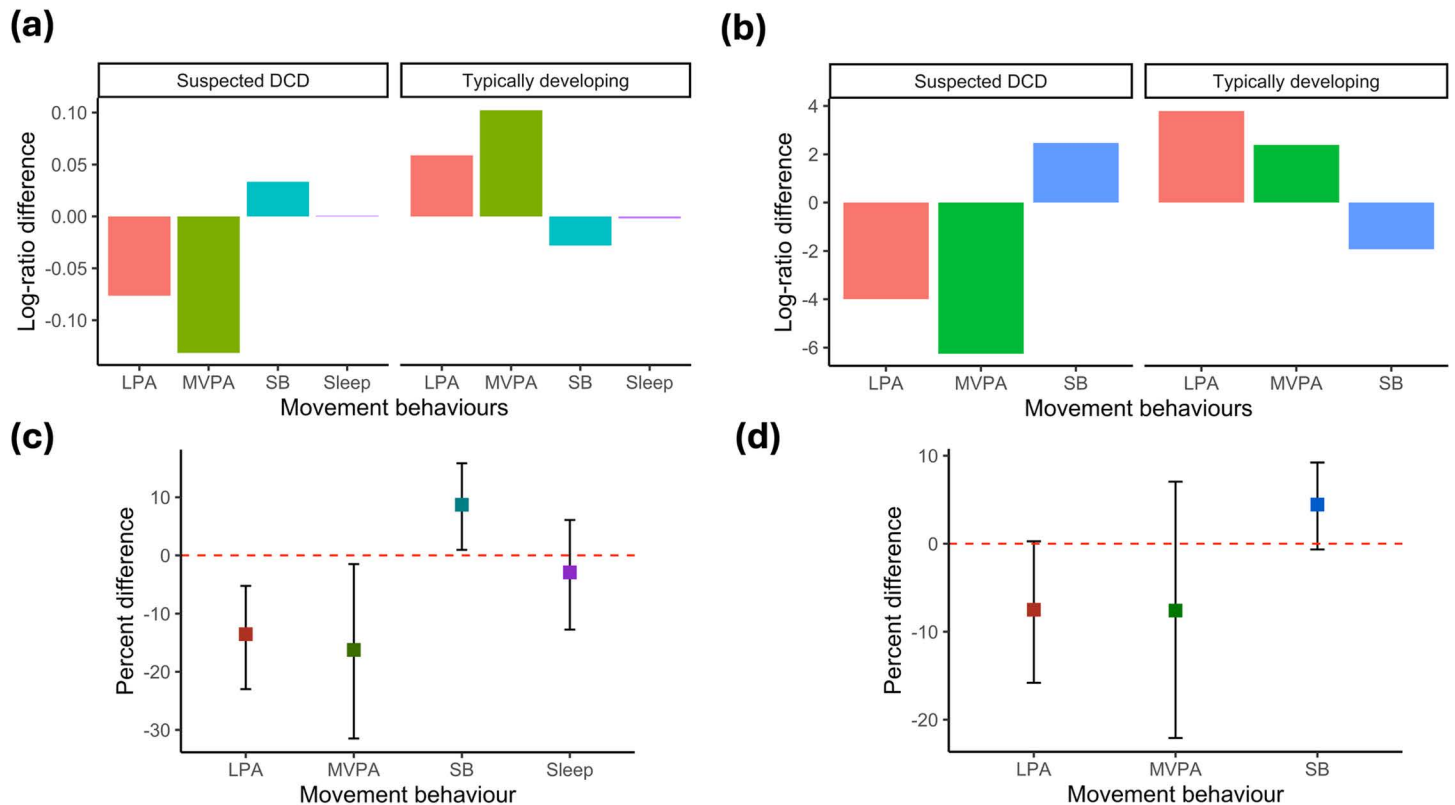 (a)
Suspected DCD Typically developing
Log-ratio difference
0.10
0.05
0.00
-0.05
-0.10
LPA MVPA SB Sleep LPA MVPA SB Sleep
Movement behaviours
(b)
Suspected DCD Typically developing
Log-ratio difference
4
2
0
-2
-4
-6
LPA MVPA SB LPA MVPA SB
Movement behaviours
(c)
Percent difference
10
0
-10
-20
-30
LPA MVPA SB Sleep
Movement behaviour
(d)
Percent difference
10
0
-10
-20
LPA MVPA SB
Movement behaviour